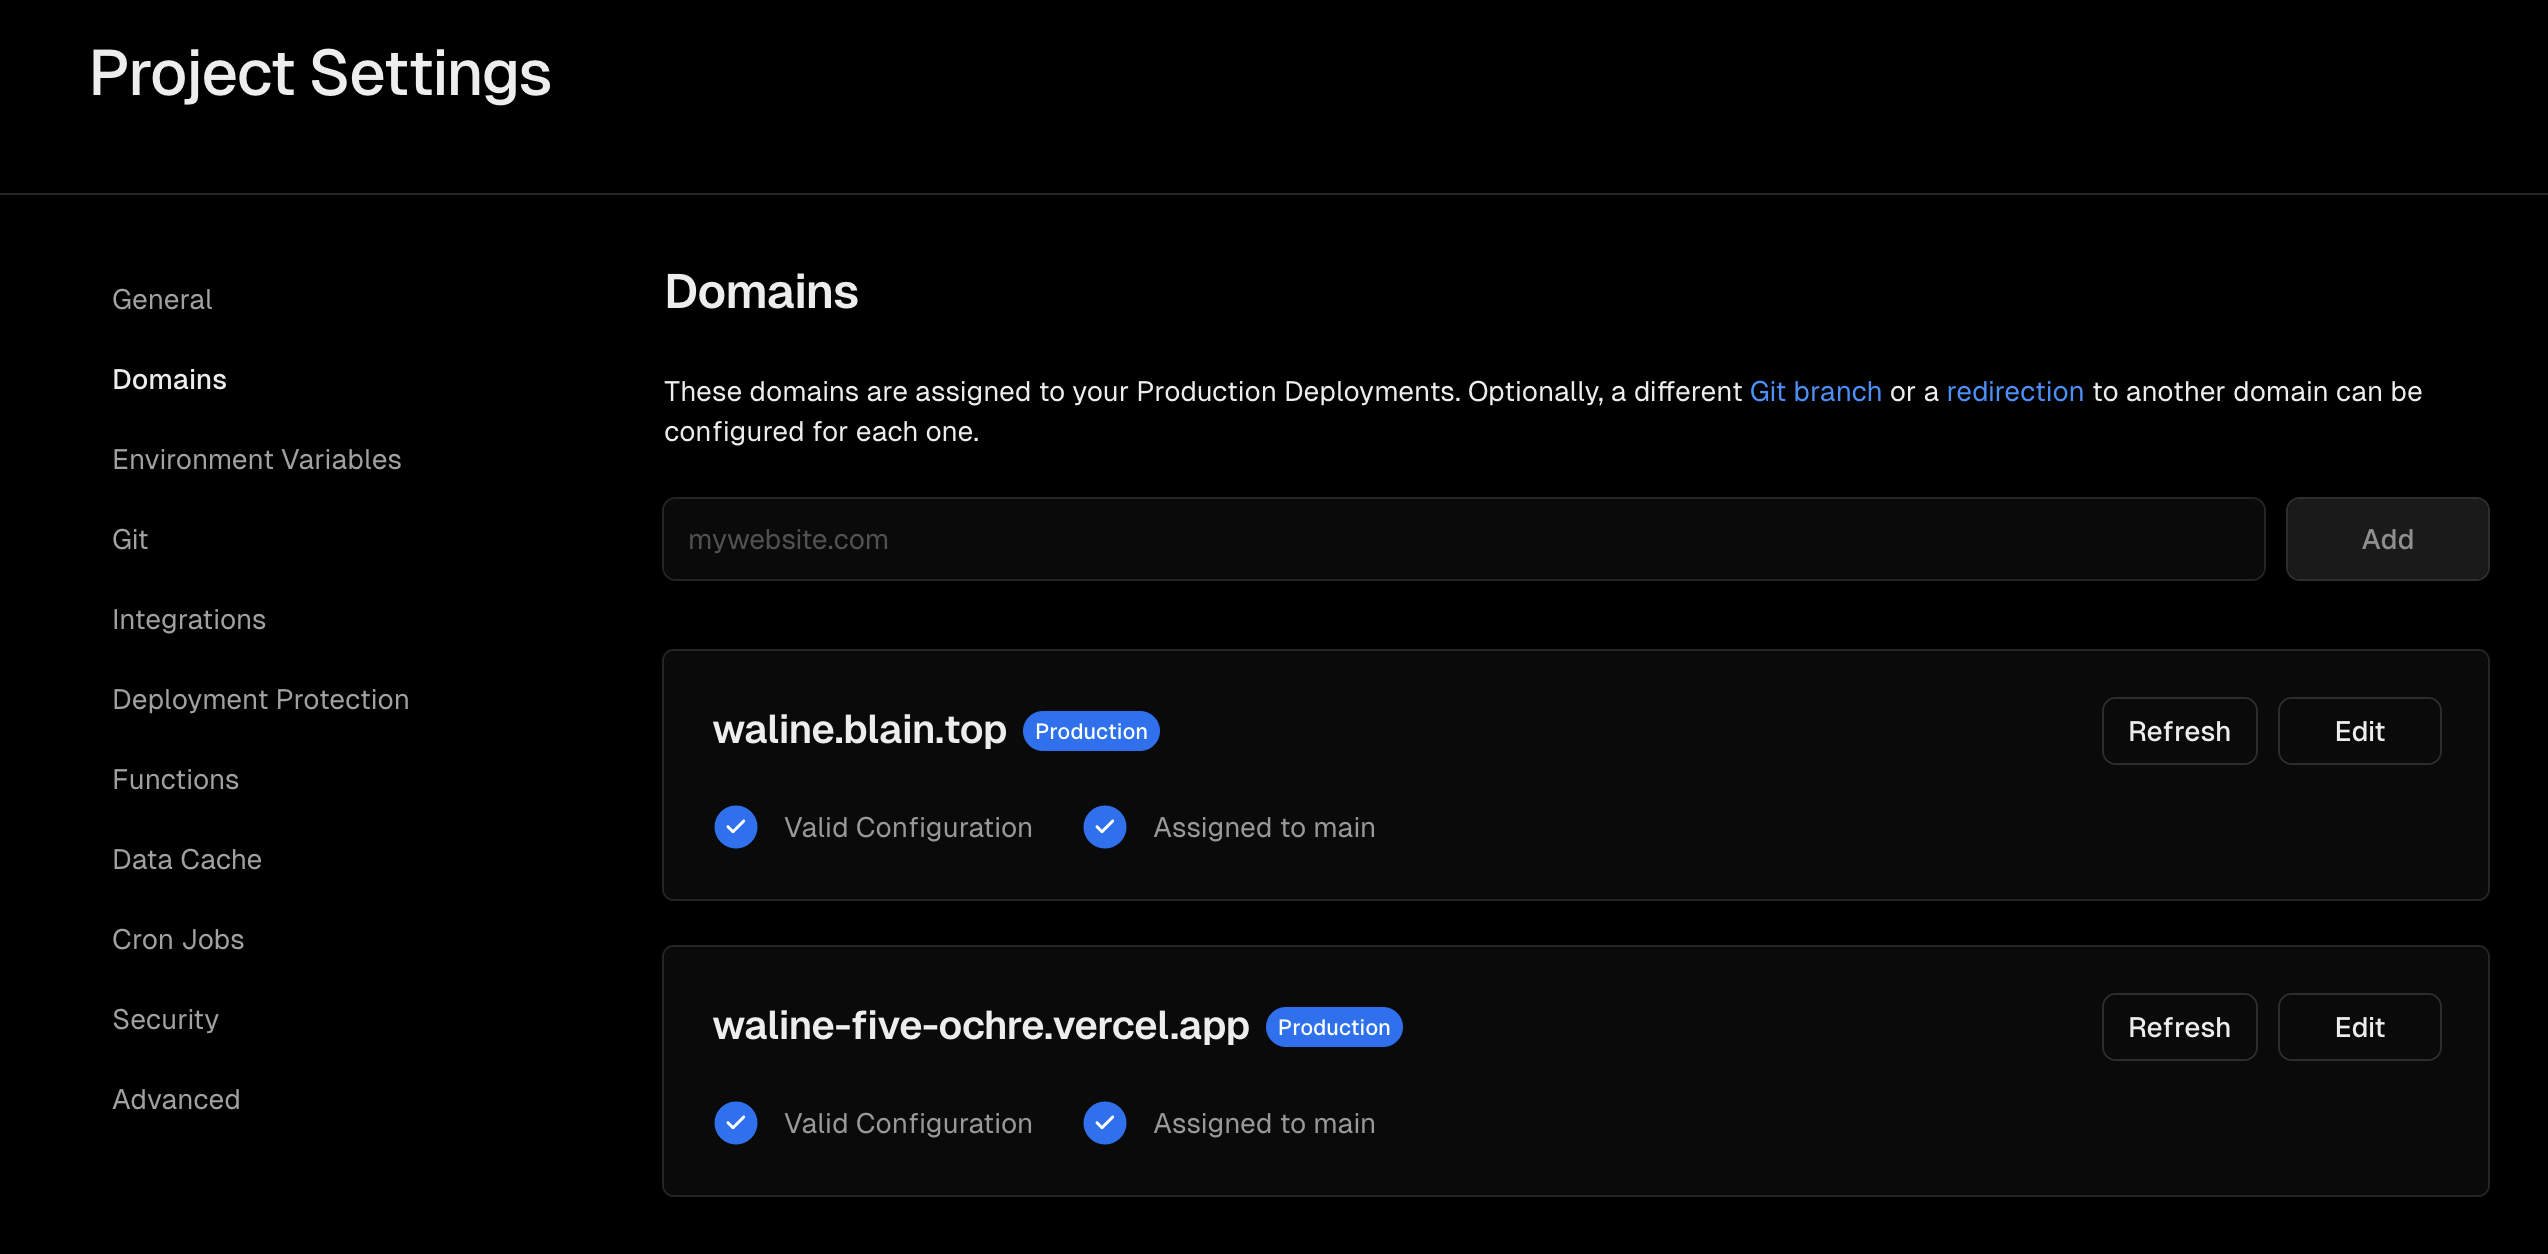 Project Settings
General
Domains
Environment Variables
Git
Integrations
Deployment Protection
Functions
Data Cache
Cron Jobs
Security
Advanced
Domains
These domains are assigned to your Production Deployments. Optionally, a different Git branch or a redirection to another domain can be
configured for each one.
mywebsite.com
Add
waline.blain.top Production
Refresh
Edit
Valid Configuration
Assigned to main
waline-five-ochre.vercel.app Production
Refresh
Edit
Valid Configuration
Assigned to main